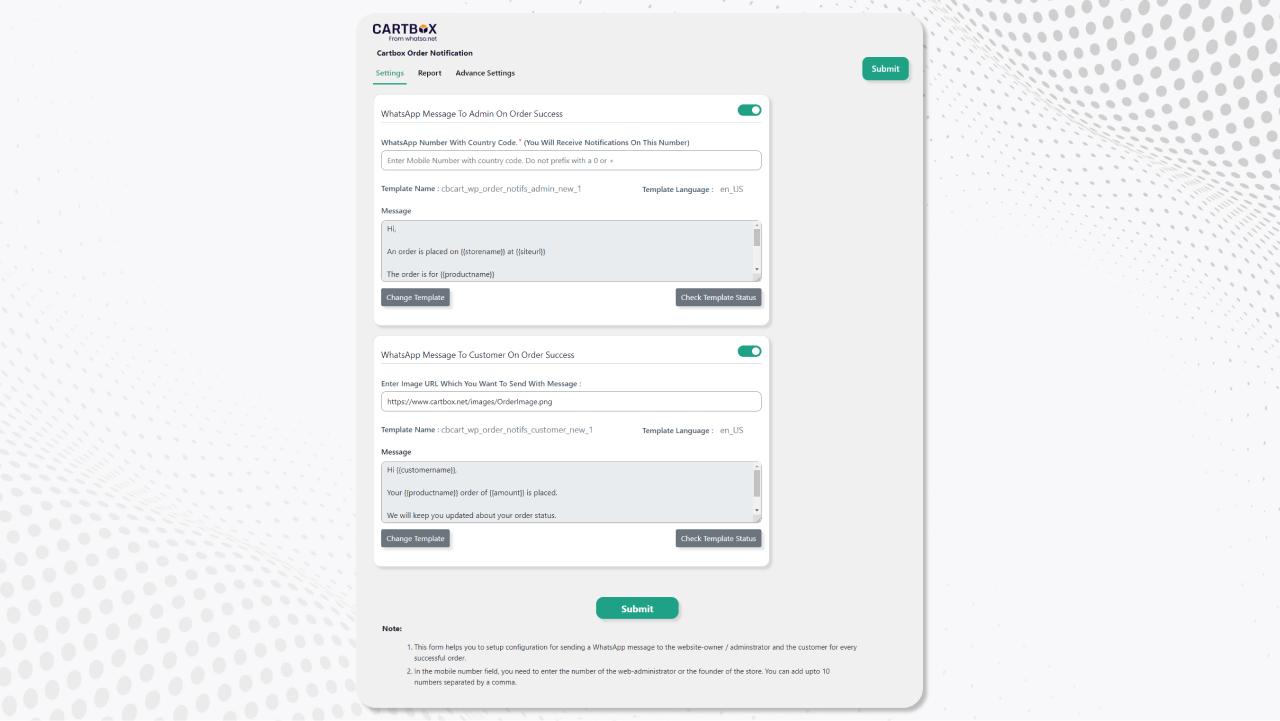 CARTBOX
From whatso.net
Cartbox Order Notification
Settings Report Advance Settings
Submit
WhatsApp Message To Admin On Order Success
WhatsApp Number With Country Code.* (You Will Receive Notifications On This Number)
Enter Mobile Number with country code. Do not prefix with a 0 or +
Template Name : cbcart_wp_order_notifs_admin_new_1 Template Language : en_US
Message
Hi,
An order is placed on {{storename}} at {{siteurl}}
The order is for {{productname}}
Change Template Check Template Status
WhatsApp Message To Customer On Order Success
Enter Image URL Which You Want To Send With Message :
https://www.cartbox.net/images/OrderImage.png
Template Name : cbcart_wp_order_notifs_customer_new_1 Template Language : en_US
Message
Hi {{customername}},
Your {{productname}} order of {{amount}} is placed.
We will keep you updated about your order status.
Change Template Check Template Status
Submit
Note:
1. This form helps you to setup configuration for sending a WhatsApp message to the website-owner / adminstrator and the customer for every
successful order.
2. In the mobile number field, you need to enter the number of the web-administrator or the founder of the store. You can add upto 10
numbers separated by a comma.